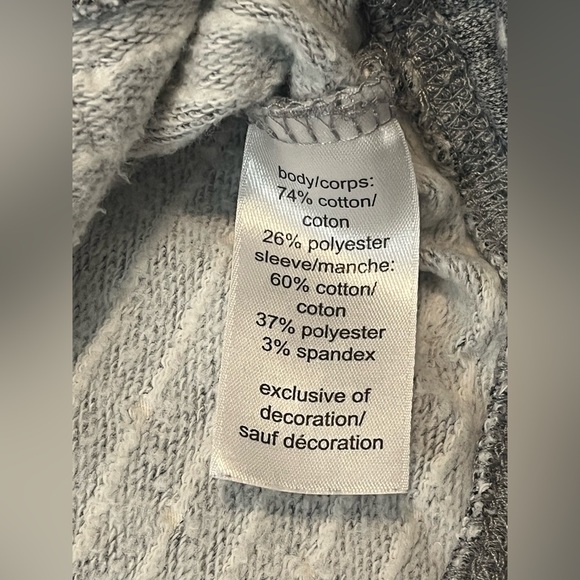 body/corps:
74% cotton/
coton
26% polyester
sleeve/manche:
60% cotton/
coton
37% polyester
3% spandex
exclusive of
decoration/
sauf décoration